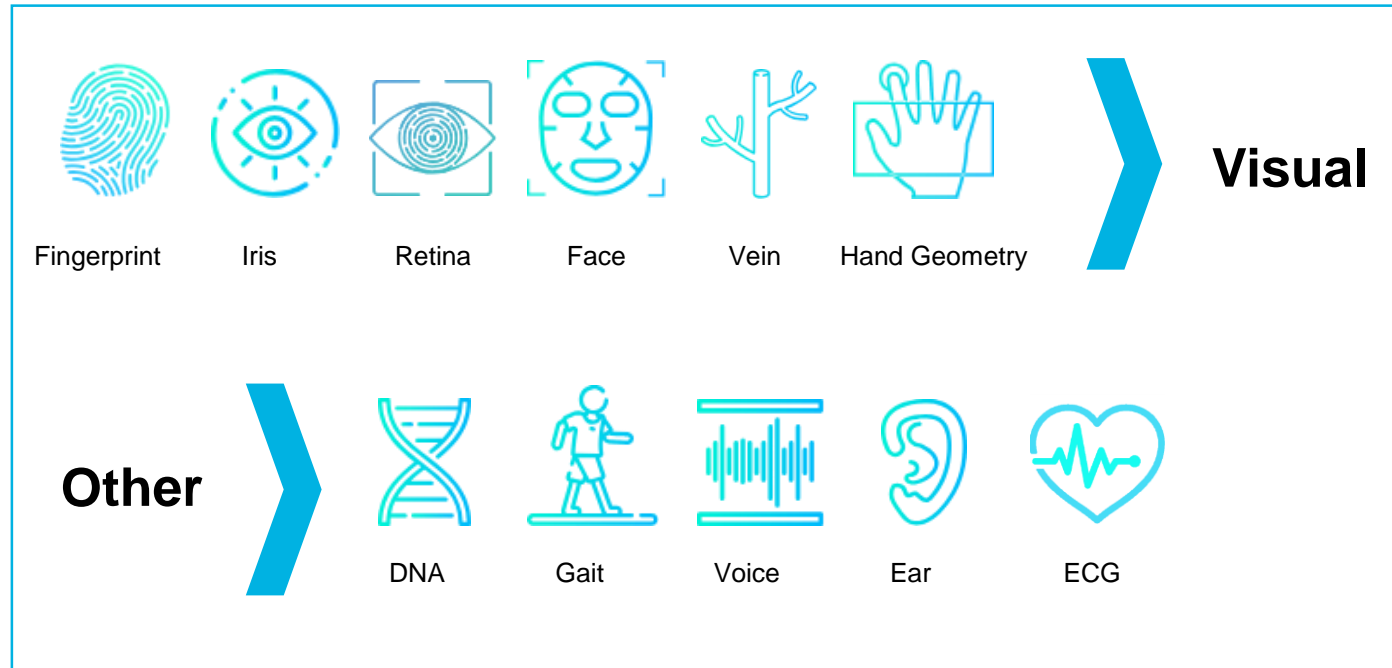 Visual
Fingerprint Iris Retina Face Vein Hand Geometry
Other
DNA Gait Voice Ear ECG